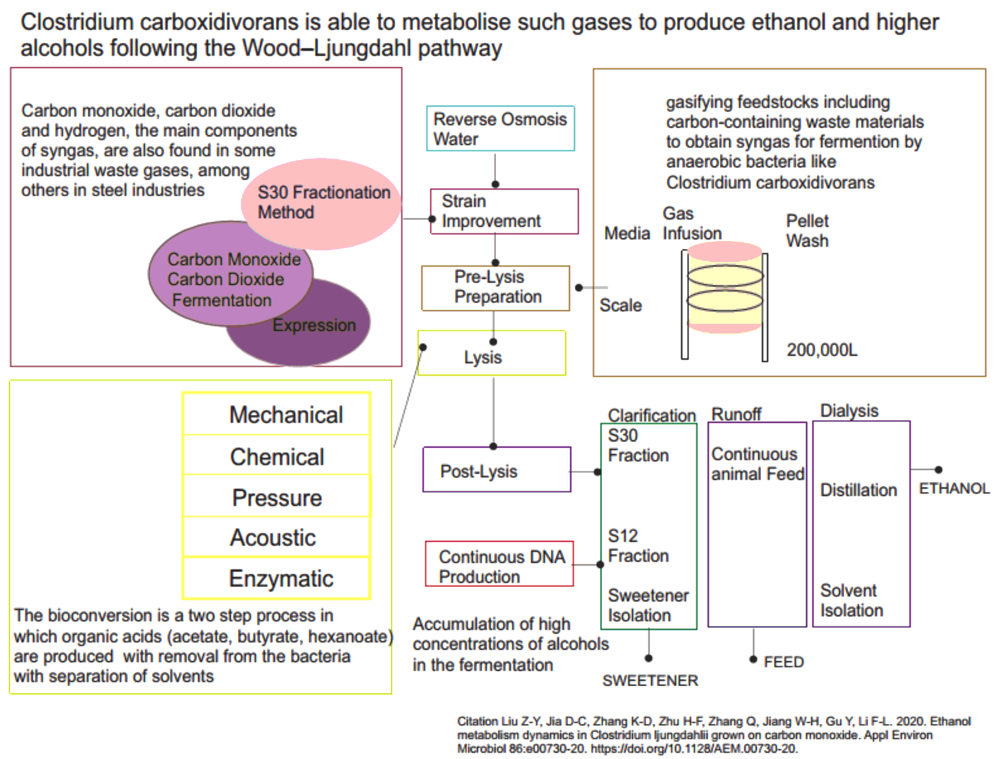 Clostridium carboxidivorans is able to metabolise such gases to produce ethanol and higher
alcohols following the Wood–Ljungdahl pathway
Carbon monoxide, carbon dioxide
and hydrogen, the main components
of syngas, are also found in some
industrial waste gases, among
others in steel industries
S30 Fractionation
Method
Carbon Monoxide
Carbon Dioxide
Fermentation
Expression
Reverse Osmosis
Water
Strain
Improvement
Pre-Lysis
Preparation
Lysis
Post-Lysis
Continuous DNA
Production
gasifying feedstocks including
carbon-containing waste materials
to obtain syngas for fermention by
anaerobic bacteria like
Clostridium carboxidivorans
Media
Gas
Infusion
Pellet
Wash
Scale
200,000L
Mechanical
Chemical
Pressure
Acoustic
Enzymatic
The bioconversion is a two step process in
which organic acids (acetate, butyrate, hexanoate)
are produced with removal from the bacteria
with separation of solvents
Accumulation of high
concentrations of alcohols
in the fermentation
Clarification
S30
Fraction
S12
Fraction
Sweetener
Isolation
SWEETENER
Runoff
Continuous
animal Feed
FEED
Dialysis
Distillation
Solvent
Isolation
ETHANOL
Citation Liu Z-Y, Jia D-C, Zhang K-D, Zhu H-F, Zhang Q, Jiang W-H, Gu Y, Li F-L. 2020. Ethanol
metabolism dynamics in Clostridium ljungdahlii grown on carbon monoxide. Appl Environ
Microbiol 86:e00730-20. https://doi.org/10.1128/AEM.00730-20.